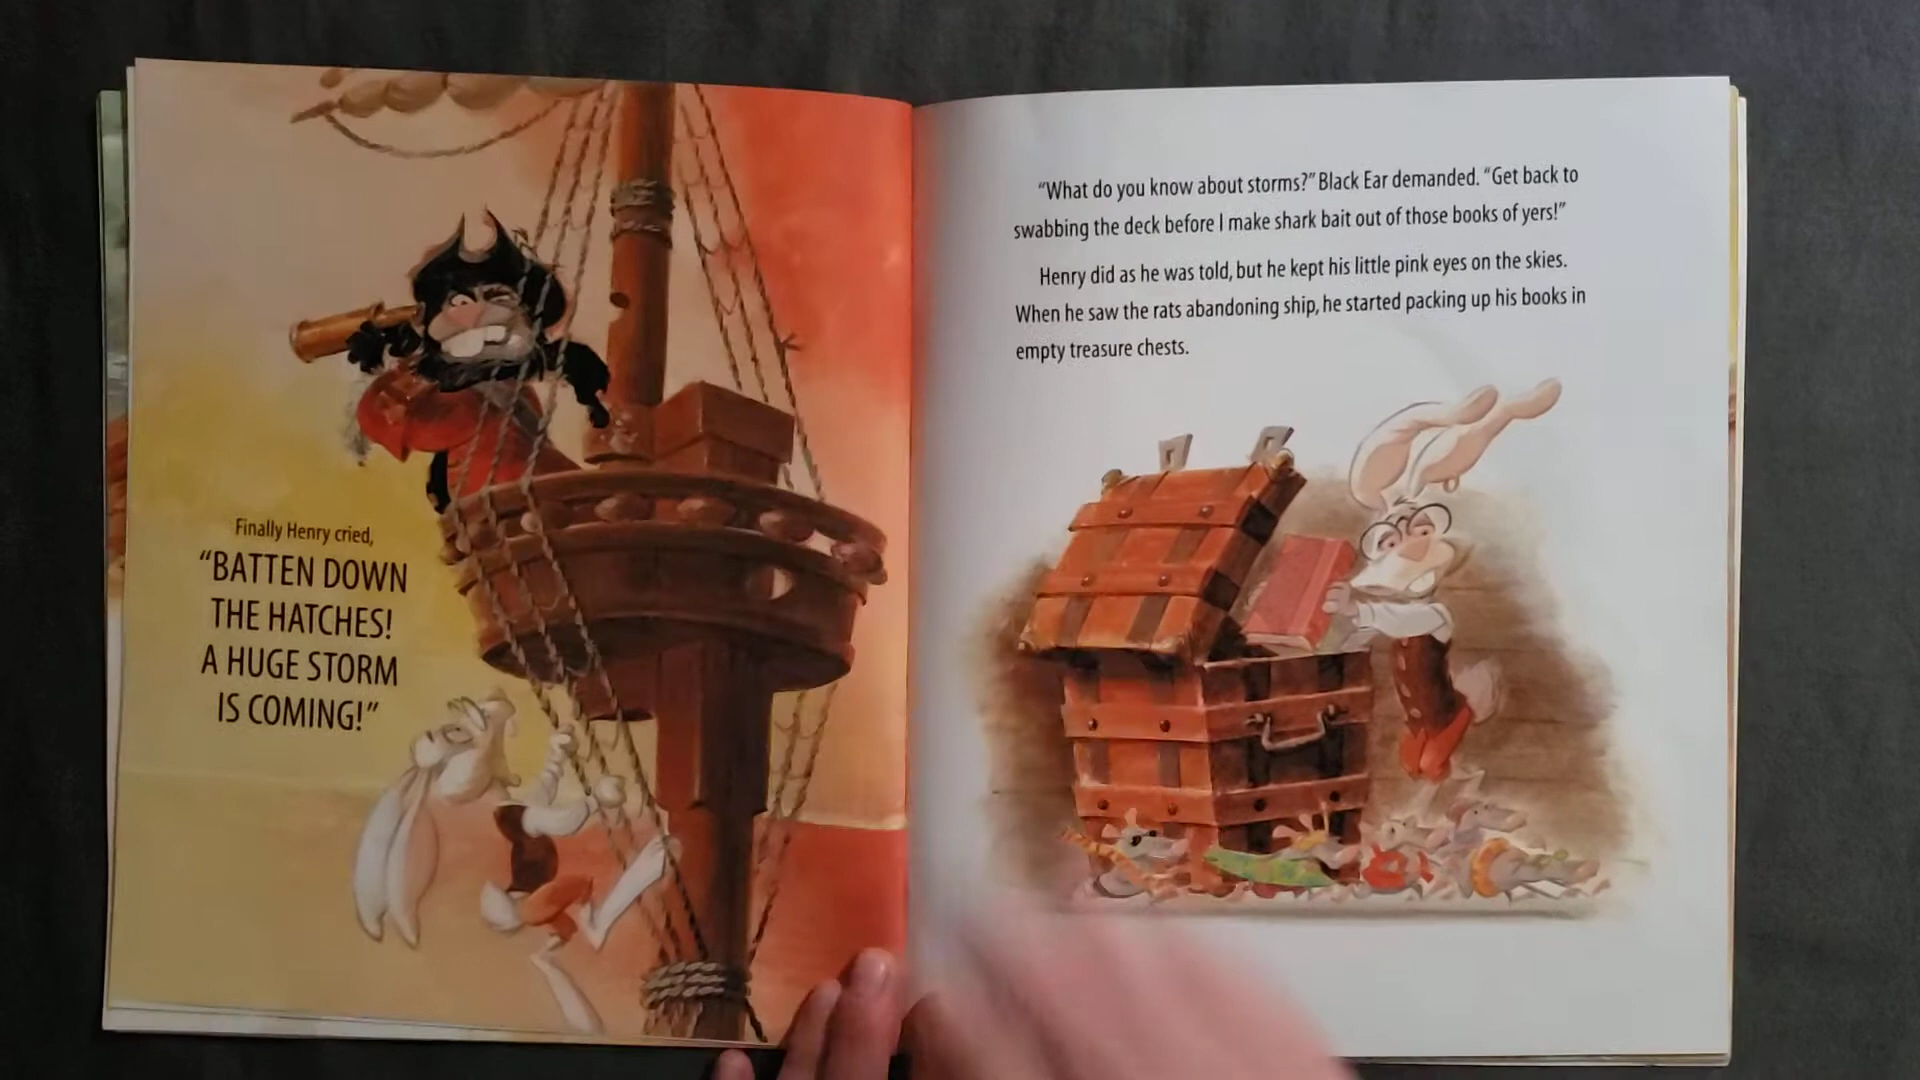 Finally Henry cried,
“BATTEN DOWN
THE HATCHES!
A HUGE STORM
IS COMING!”
“What do you know about storms?” Black Ear demanded. “Get back to
swabbing the deck before I make shark bait out of those books of yers!”
Henry did as he was told, but he kept his little pink eyes on the skies.
When he saw the rats abandoning ship, he started packing up his books in
empty treasure chests.